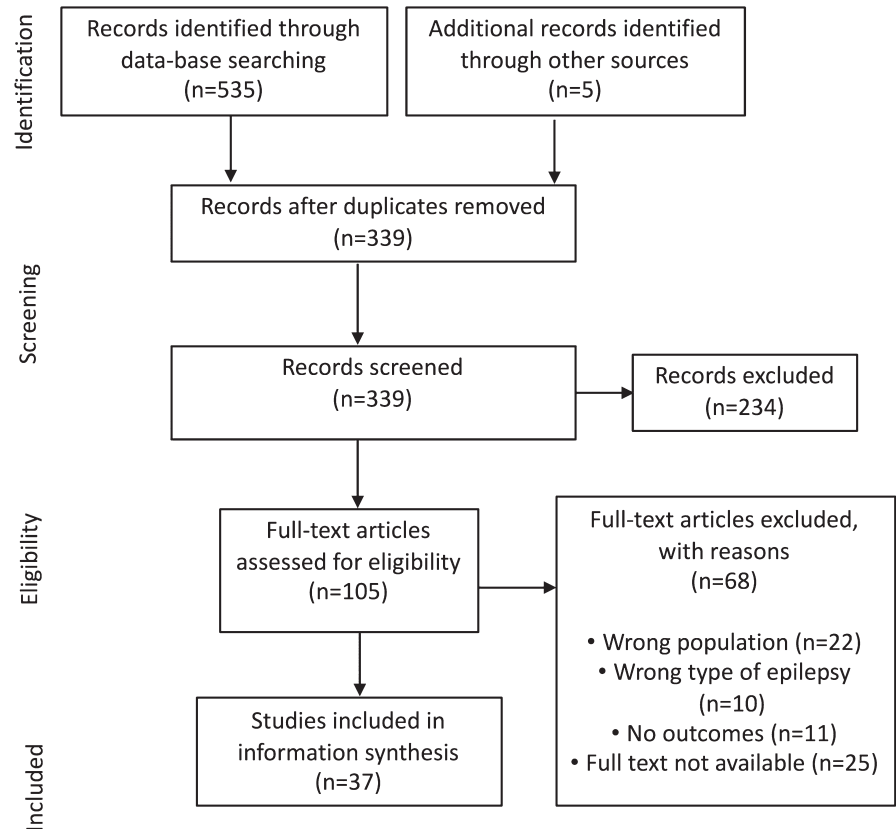 Identification
Records identified through
data-base searching
(n=535)
Additional records identified
through other sources
(n=5)
Records after duplicates removed
(n=339)
Screening
Records screened
(n=339)
Records excluded
(n=234)
Eligibility
Full-text articles
assessed for eligibility
(n=105)
Full-text articles excluded,
with reasons
(n=68)
• Wrong population (n=22)
• Wrong type of epilepsy
(n=10)
• No outcomes (n=11)
• Full text not available (n=25)
Included
Studies included in
information synthesis
(n=37)